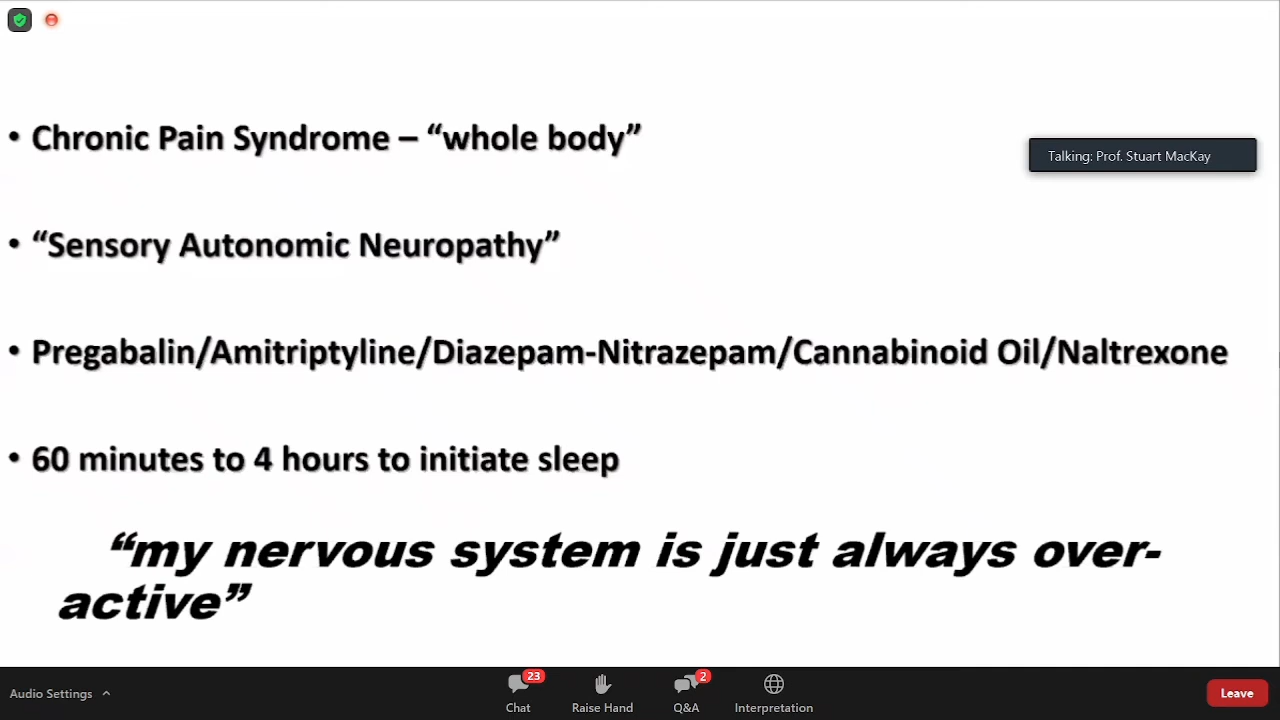 • Chronic Pain Syndrome – “whole body”
Talking: Prof. Stuart MacKay
• “Sensory Autonomic Neuropathy”
• Pregabalin/Amitriptyline/Diazepam-Nitrazepam/Cannabinoid Oil/Naltrexone
• 60 minutes to 4 hours to initiate sleep
“my nervous system is just always over-
active”
Audio Settings
23
Chat
Raise Hand
2
Q&A
Interpretation
Leave